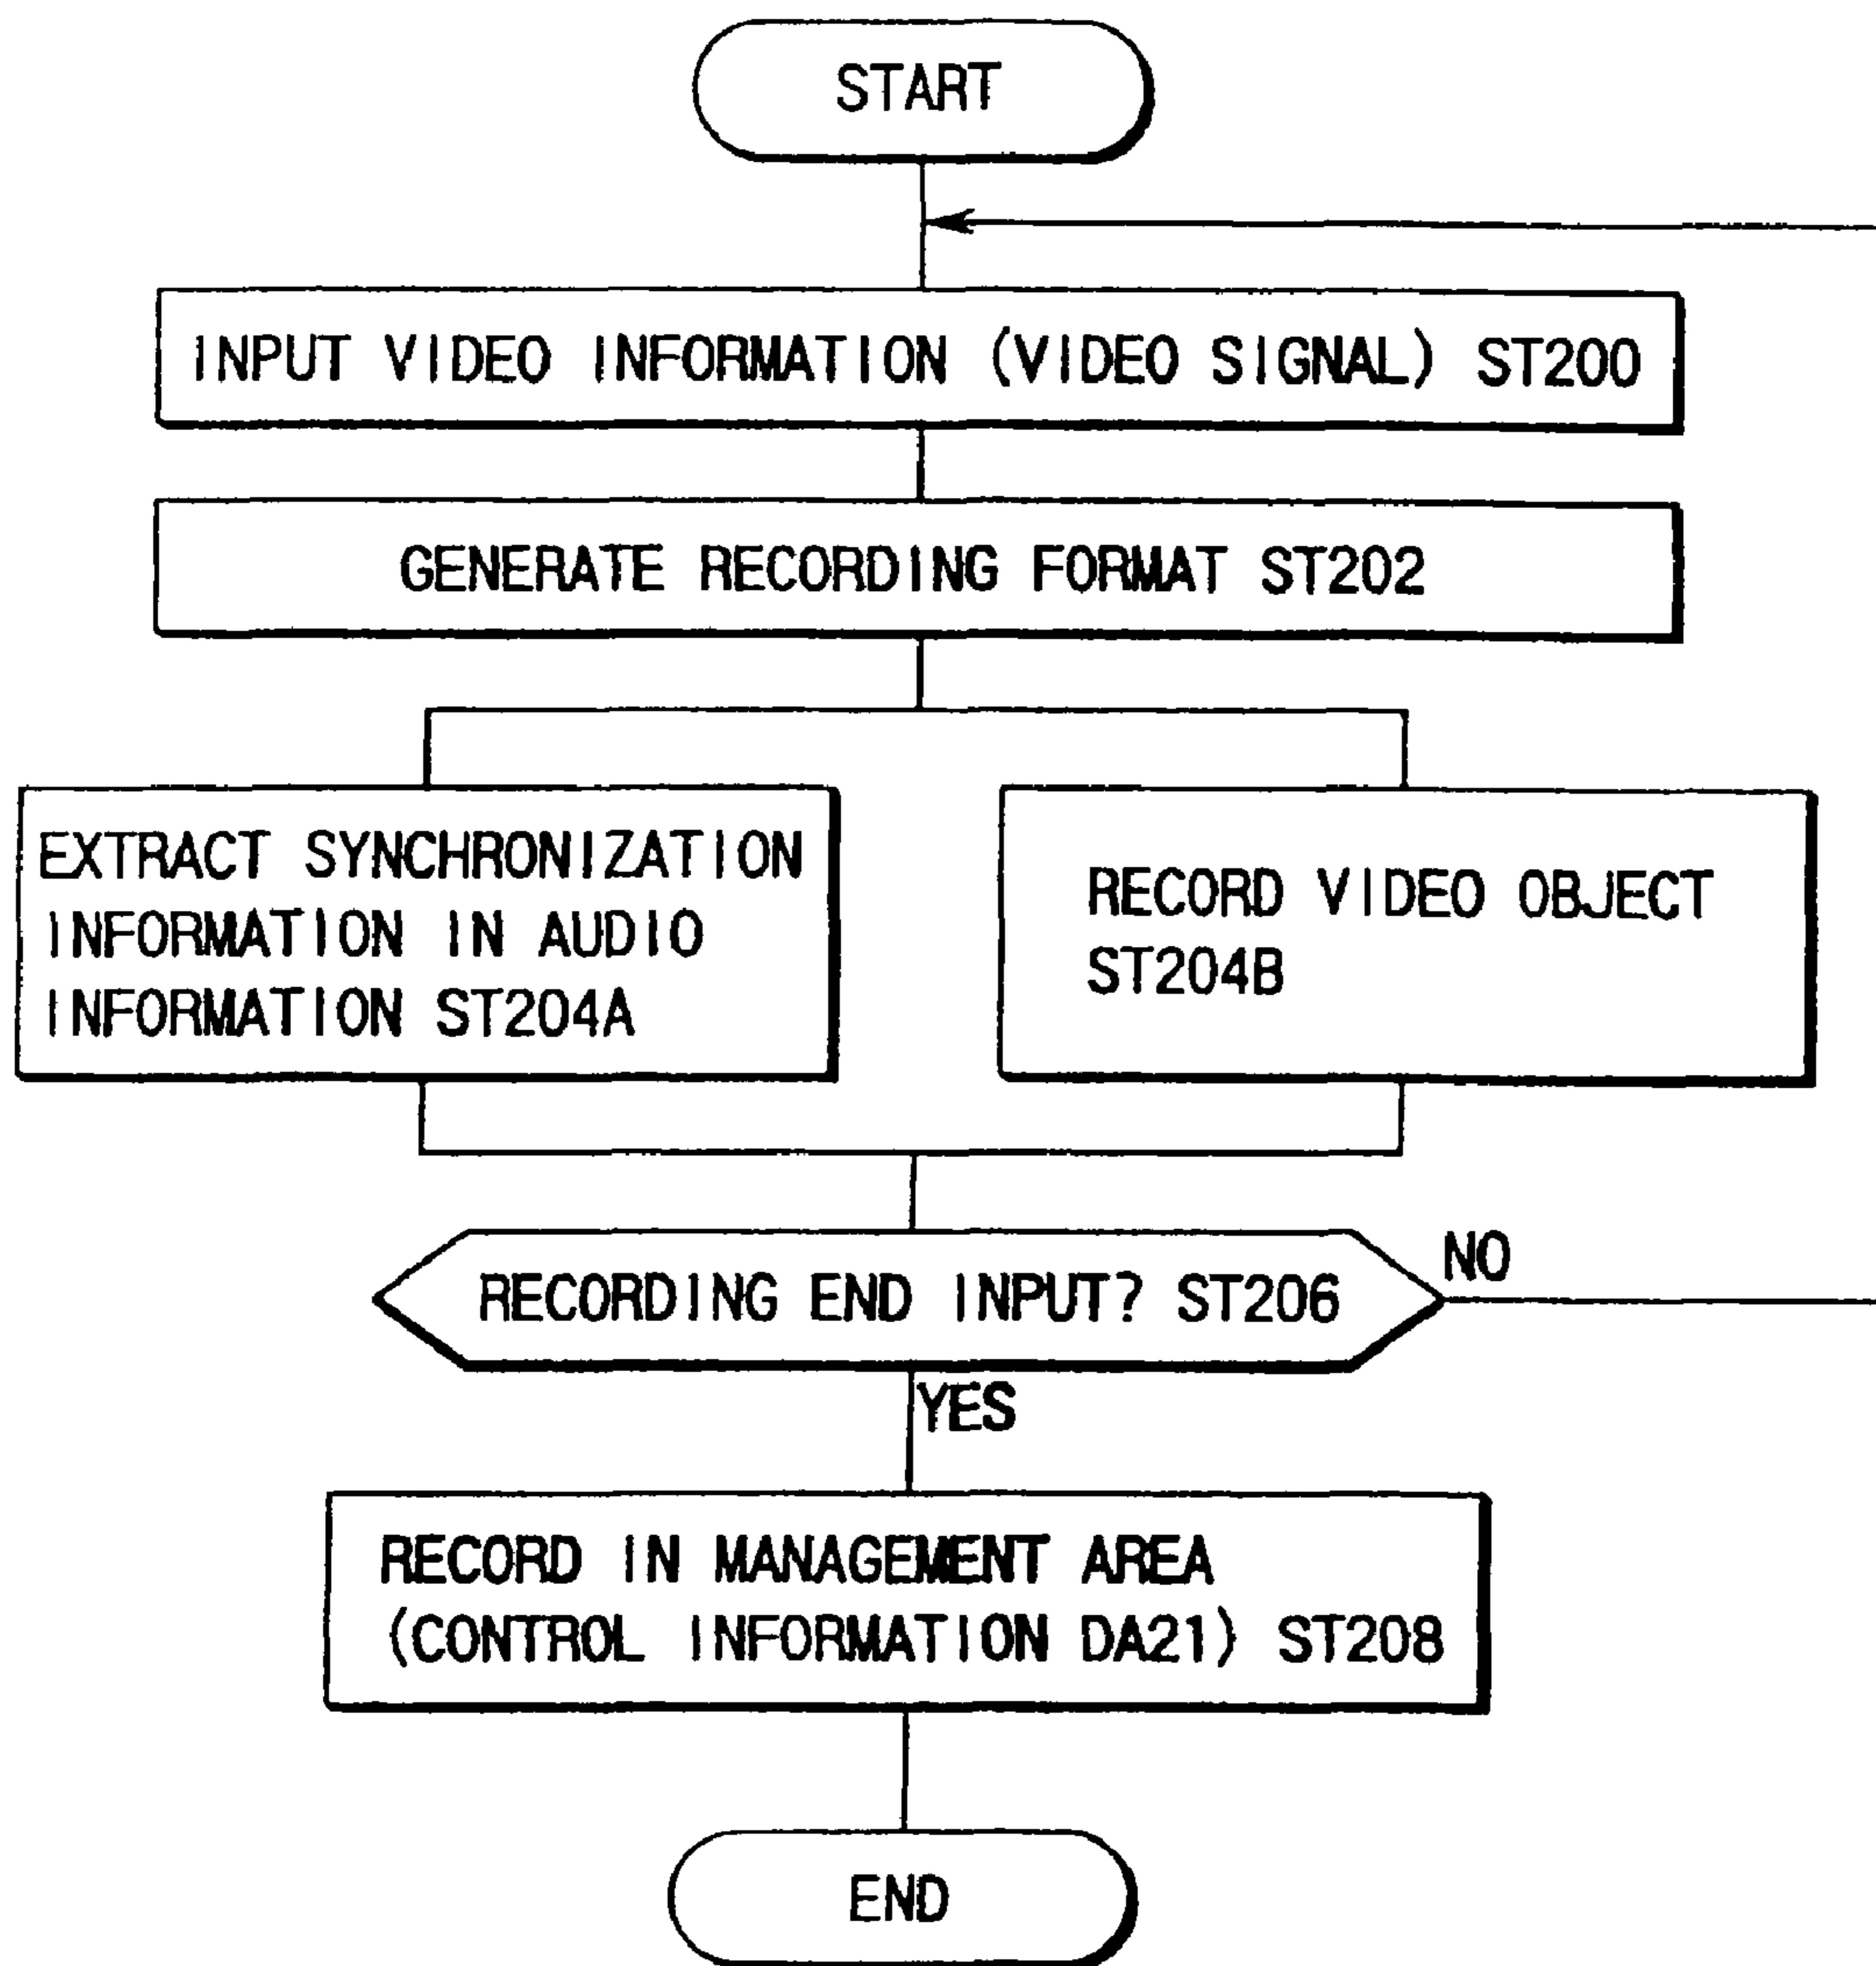 START
INPUT VIDEO INFORMATION (VIDEO SIGNAL) ST200
GENERATE RECORDING FORMAT ST202
EXTRACT SYNCHRONIZATION
INFORMATION IN AUDIO
INFORMATION ST204A
RECORD VIDEO OBJECT
ST204B
RECORDING END INPUT? ST206
NO
YES
RECORD IN MANAGEMENT AREA
(CONTROL INFORMATION DA21) ST208
END